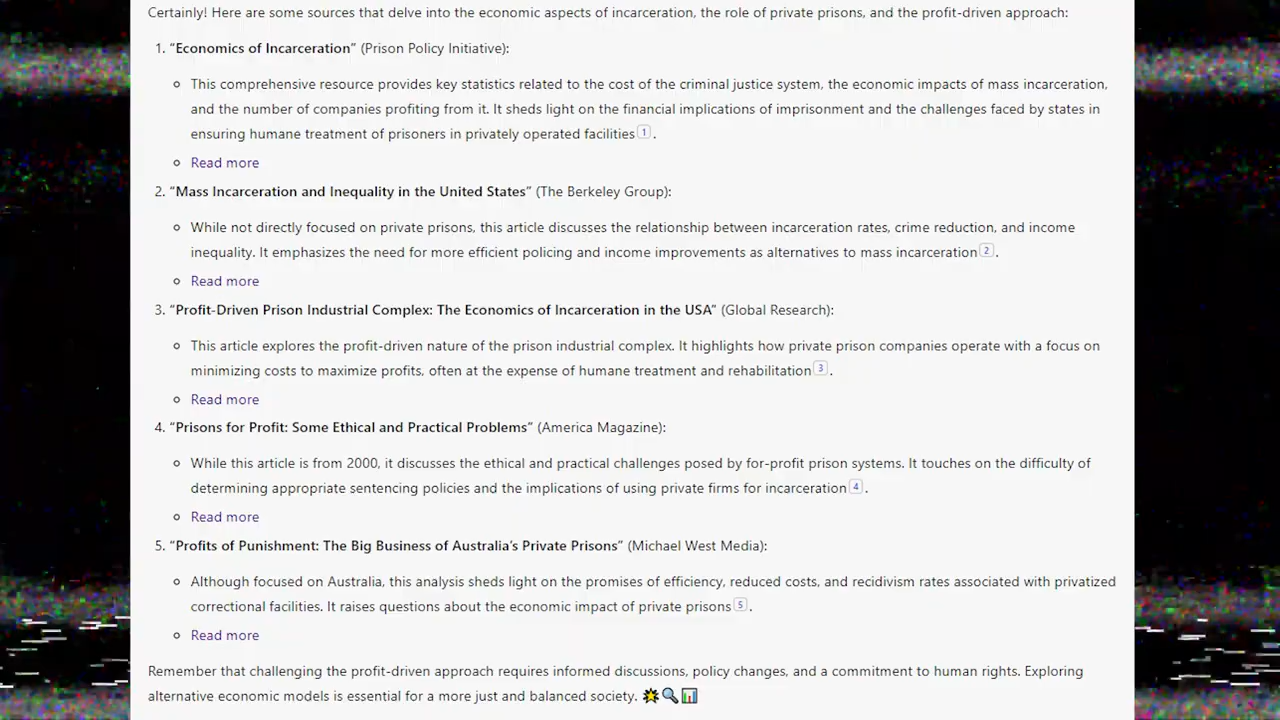 Certainly! Here are some sources that delve into the economic aspects of incarceration, the role of private prisons, and the profit-driven approach:
1. “Economics of Incarceration” (Prison Policy Initiative):
This comprehensive resource provides key statistics related to the cost of the criminal justice system, the economic impacts of mass incarceration,
and the number of companies profiting from it. It sheds light on the financial implications of imprisonment and the challenges faced by states in
ensuring humane treatment of prisoners in privately operated facilities 1 .
Read more
2. “Mass Incarceration and Inequality in the United States” (The Berkeley Group):
While not directly focused on private prisons, this article discusses the relationship between incarceration rates, crime reduction, and income
inequality. It emphasizes the need for more efficient policing and income improvements as alternatives to mass incarceration 2 .
Read more
3. “Profit-Driven Prison Industrial Complex: The Economics of Incarceration in the USA” (Global Research):
This article explores the profit-driven nature of the prison industrial complex. It highlights how private prison companies operate with a focus on
minimizing costs to maximize profits, often at the expense of humane treatment and rehabilitation 3 .
Read more
4. “Prisons for Profit: Some Ethical and Practical Problems” (America Magazine):
While this article is from 2000, it discusses the ethical and practical challenges posed by for-profit prison systems. It touches on the difficulty of
determining appropriate sentencing policies and the implications of using private firms for incarceration 4 .
Read more
5. “Profits of Punishment: The Big Business of Australia’s Private Prisons” (Michael West Media):
Although focused on Australia, this analysis sheds light on the promises of efficiency, reduced costs, and recidivism rates associated with privatized
correctional facilities. It raises questions about the economic impact of private prisons 5 .
Read more
Remember that challenging the profit-driven approach requires informed discussions, policy changes, and a commitment to human rights. Exploring
alternative economic models is essential for a more just and balanced society.